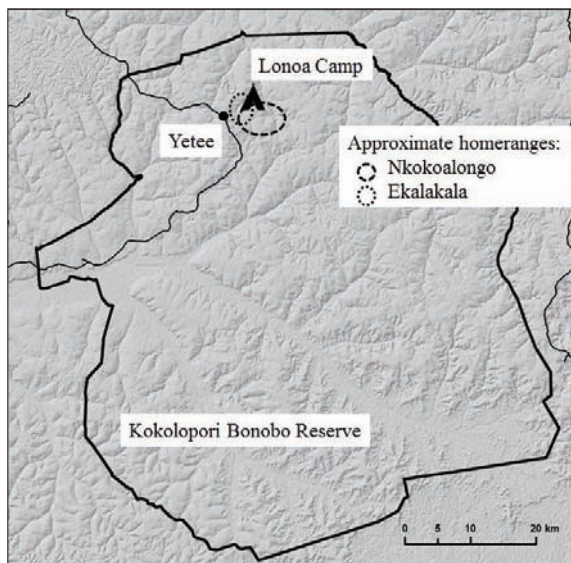 Lonoa Camp
Yetee
Approximate homeranges:
Nkokoalongo
Ekalakala
Kokolopori Bonobo Reserve
0 5 10 20 km